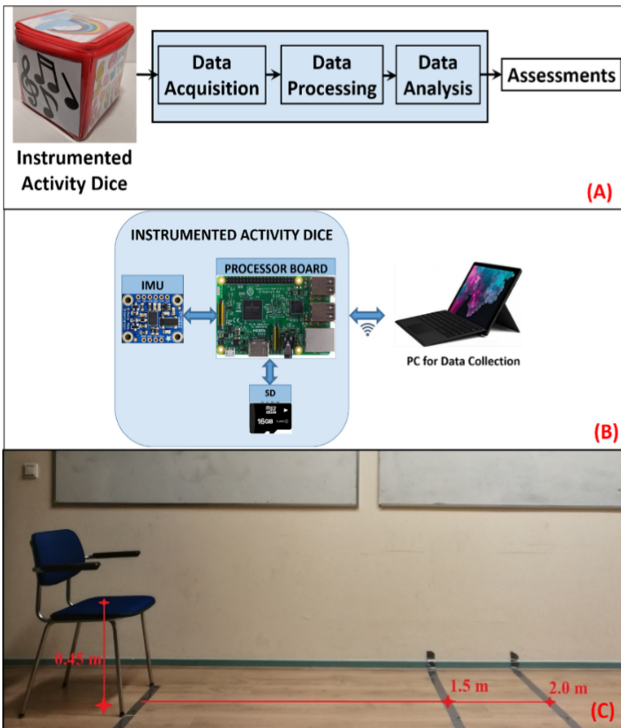 Instrumented
Activity Dice
Data
Acquisition
Data
Processing
Data
Analysis
Assessments
(A)
INSTRUMENTED ACTIVITY DICE
IMU
PROCESSOR BOARD
SD
16GB
PC for Data Collection
(B)
0.45 m
1.5 m
2.0 m
(C)